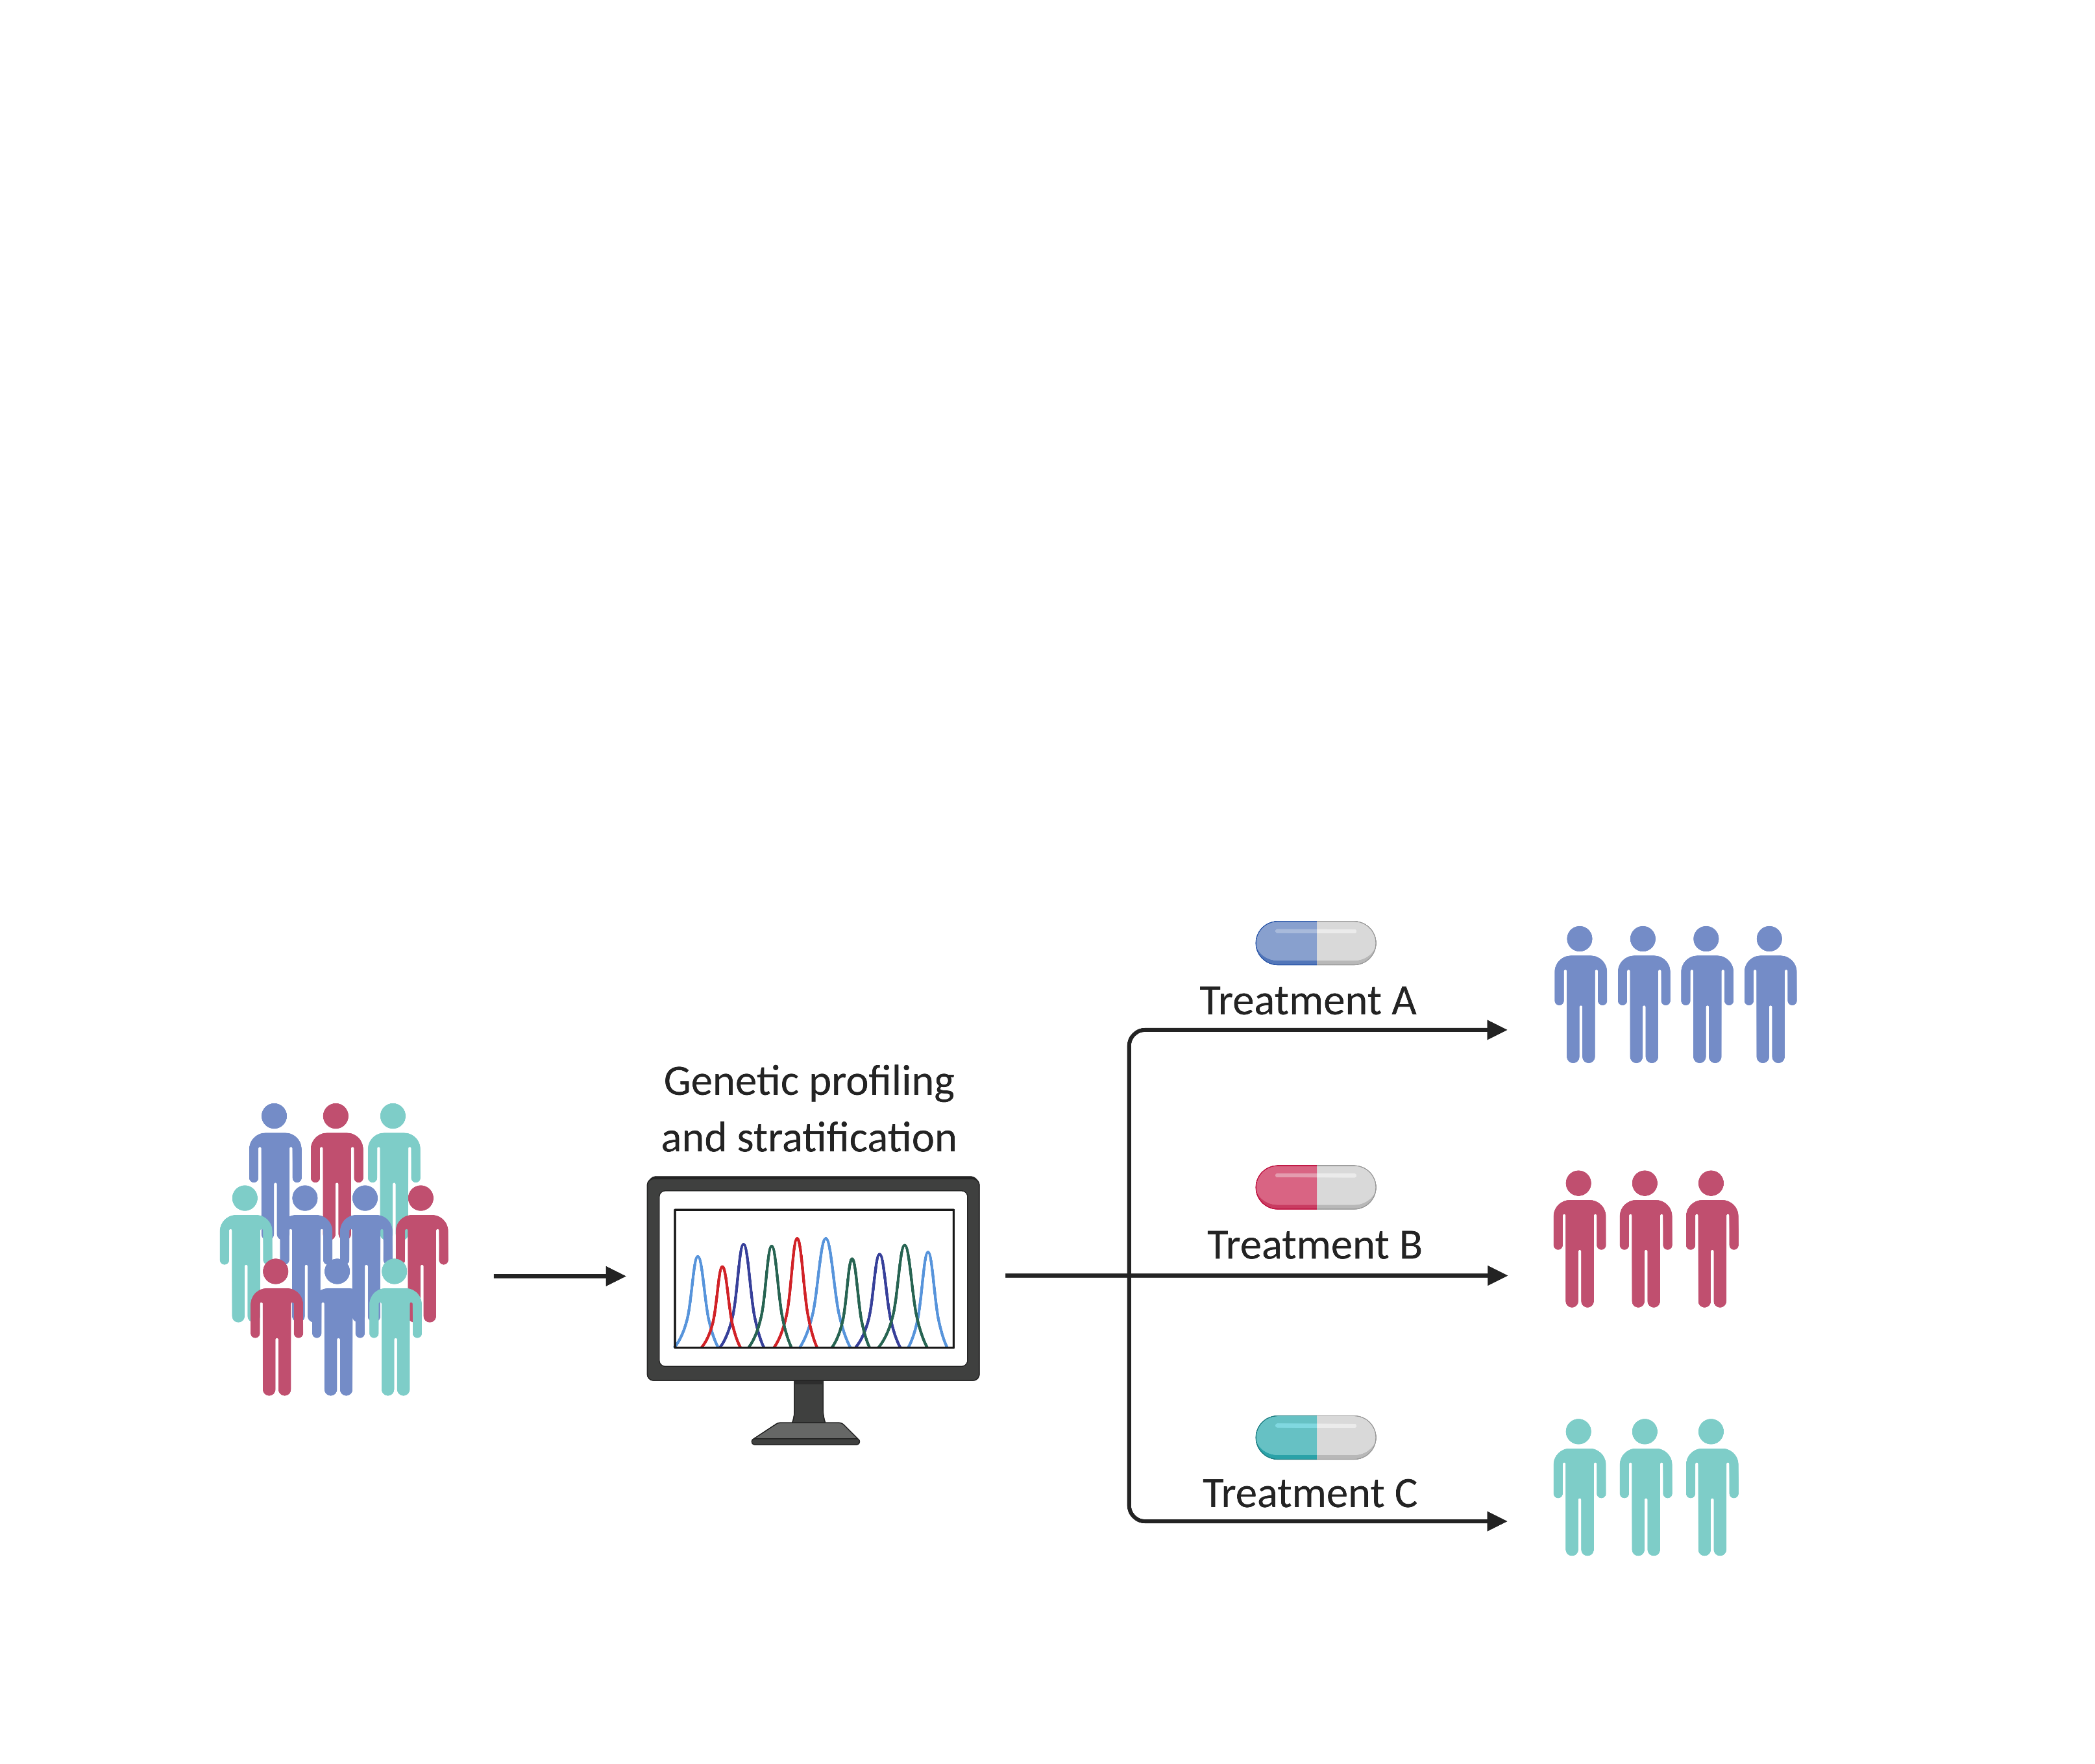 Genetic profiling
and stratification
Treatment A
Treatment B
Treatment C